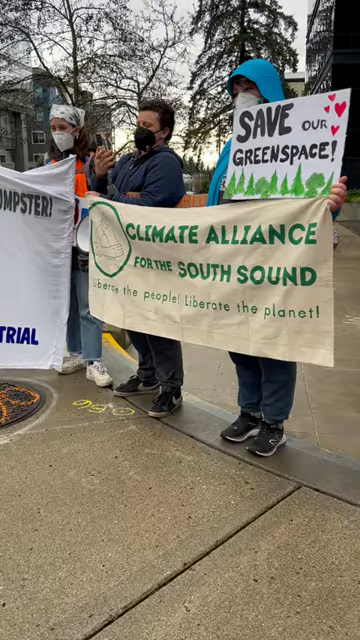 UMPSTER!
TRIAL
SAVE OUR
GREENSPACE!
CLIMATE ALLIANCE
FOR THE SOUTH SOUND
Liberate the people! Liberate the planet!